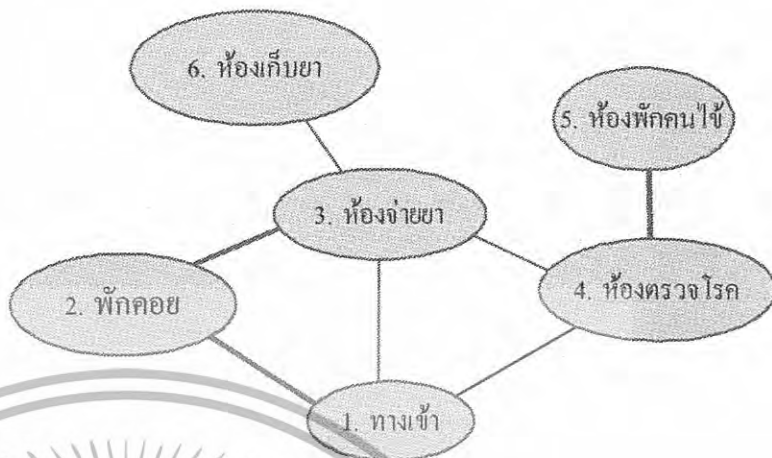 6. ห้องเก็บยา
5. ห้องพักคนไข้
3. ห้องจ่ายยา
4. ห้องตรวจโรค
2. พักคอย
1. ทางเข้า